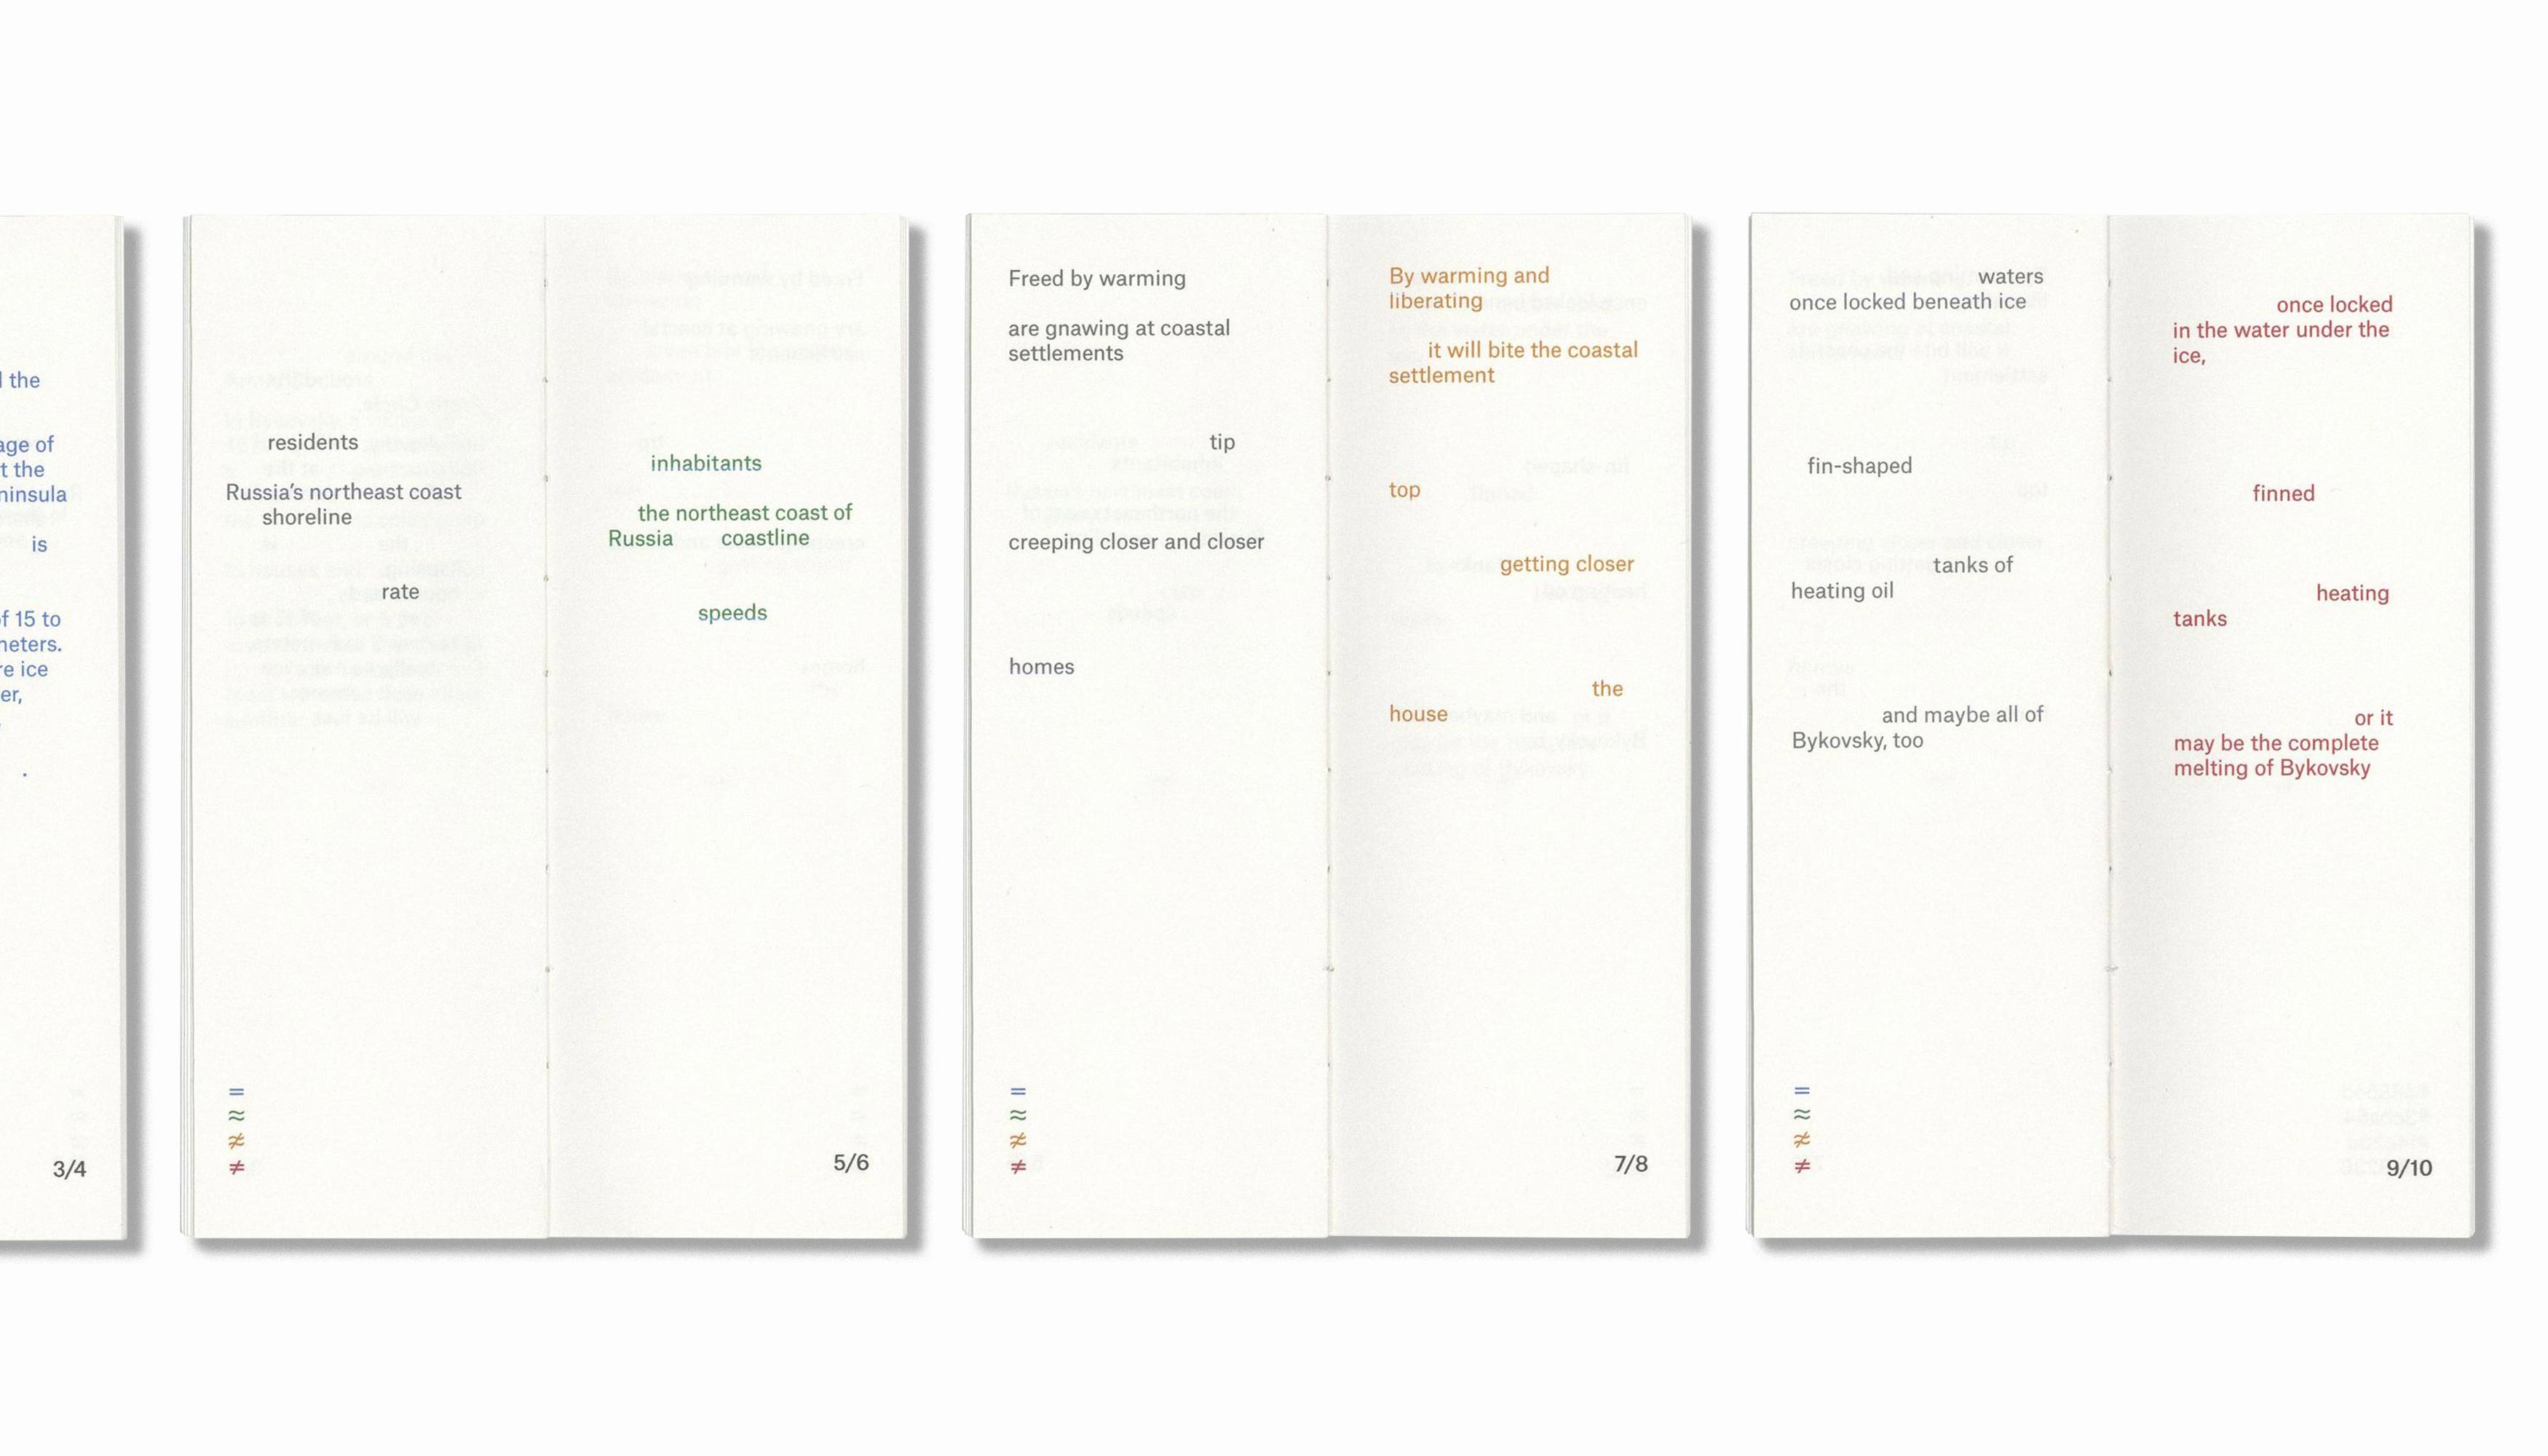 the
age of
t the
ninsula
is
of 15 to
meters.
re ice
er,
.
3/4
residents
Russia's northeast coast
shoreline
rate
=
≈
≉
≠
inhabitants
the northeast coast of
Russia coastline
speeds
5/6
Freed by warming
are gnawing at coastal
settlements
tip
creeping closer and closer
homes
=
≈
≉
≠
By warming and
liberating
it will bite the coastal
settlement
top
getting closer
the
house
7/8
waters
once locked beneath ice
fin-shaped
tanks of
heating oil
and maybe all of
Bykovsky, too
=
≈
≉
≠
once locked
in the water under the
ice,
finned
heating
tanks
or it
may be the complete
melting of Bykovsky
9/10